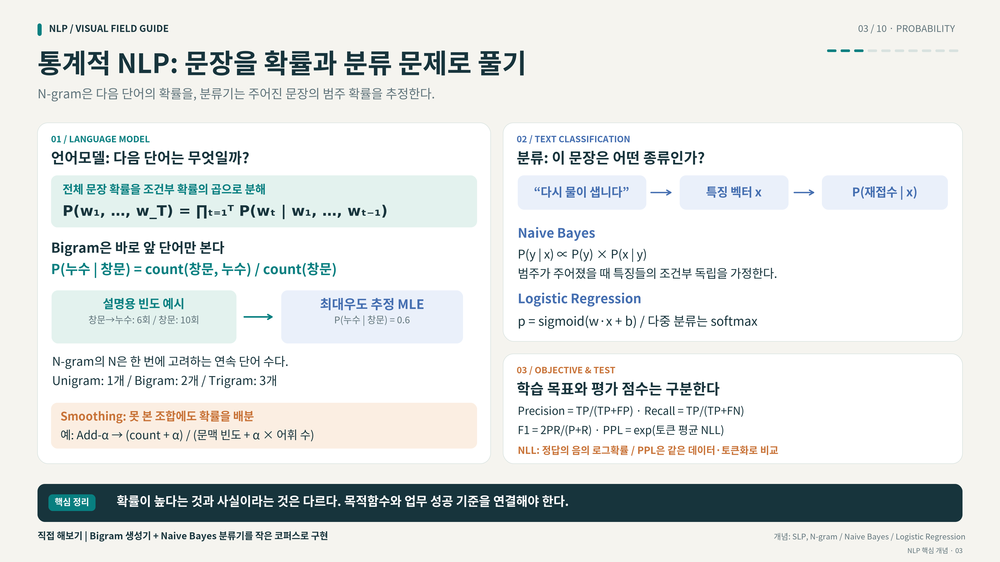 NLP / VISUAL FIELD GUIDE
03 / 10 · PROBABILITY
통계적 NLP: 문장을 확률과 분류 문제로 풀기
N-gram은 다음 단어의 확률을, 분류기는 주어진 문장의 범주 확률을 추정한다.
01 / LANGUAGE MODEL
언어모델: 다음 단어는 무엇일까?
전체 문장 확률을 조건부 확률의 곱으로 분해
P(w₁, …, w_T) = ∏ₜ₌₁ᵀ P(wₜ | w₁, …, wₜ₋₁)
Bigram은 바로 앞 단어만 본다
P(누수 | 창문) = count(창문, 누수) / count(창문)
설명용 빈도 예시
창문→누수: 6회 / 창문: 10회
최대우도 추정 MLE
P(누수 | 창문) = 0.6
N-gram의 N은 한 번에 고려하는 연속 단어 수다.
Unigram: 1개 / Bigram: 2개 / Trigram: 3개
Smoothing: 못 본 조합에도 확률을 배분
예: Add-α → (count + α) / (문맥 빈도 + α × 어휘 수)
02 / TEXT CLASSIFICATION
분류: 이 문장은 어떤 종류인가?
“다시 물이 샙니다”
특징 벡터 x
P(재접수 | x)
Naive Bayes
P(y | x) ∝ P(y) × P(x | y)
범주가 주어졌을 때 특징들의 조건부 독립을 가정한다.
Logistic Regression
p = sigmoid(w·x + b) / 다중 분류는 softmax
03 / OBJECTIVE & TEST
학습 목표와 평가 점수는 구분한다
Precision = TP/(TP+FP) · Recall = TP/(TP+FN)
F1 = 2PR/(P+R) · PPL = exp(토큰 평균 NLL)
NLL: 정답의 음의 로그확률 / PPL은 같은 데이터·토큰화로 비교
핵심 정리
확률이 높다는 것과 사실이라는 것은 다르다. 목적함수와 업무 성공 기준을 연결해야 한다.
직접 해보기 | Bigram 생성기 + Naive Bayes 분류기를 작은 코퍼스로 구현
개념: SLP, N-gram / Naive Bayes / Logistic Regression
NLP 핵심 개념 · 03